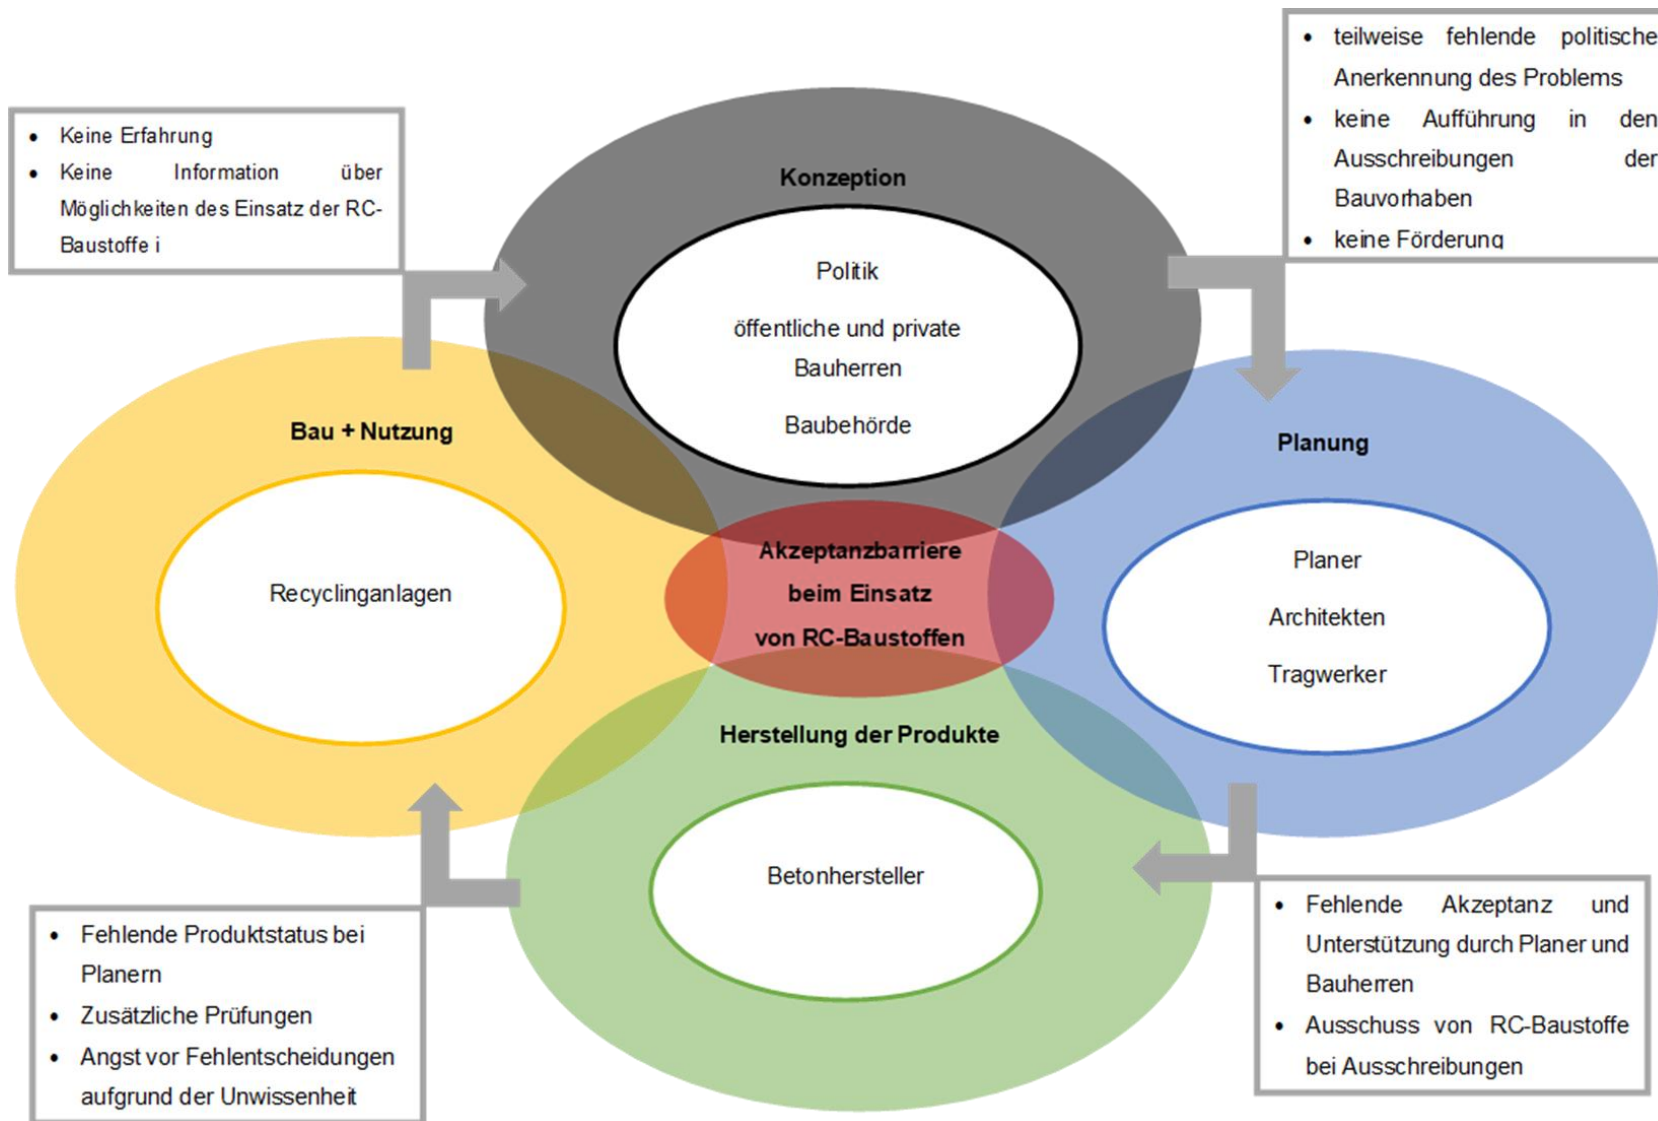 • teilweise fehlende politische
Anerkennung des Problems
• keine Aufführung in den
Ausschreibungen der
Bauvorhaben
• keine Förderung
• Keine Erfahrung
• Keine Information über
Möglichkeiten des Einsatz der RC-
Baustoffe i
Konzeption
Politik
öffentliche und private
Bauherren
Baubehörde
Bau + Nutzung
Recyclinganlagen
Planung
Planer
Architekten
Tragwerker
Akzeptanzbarriere
beim Einsatz
von RC-Baustoffen
Herstellung der Produkte
Betonhersteller
• Fehlende Produktstatus bei
Planern
• Zusätzliche Prüfungen
• Angst vor Fehlentscheidungen
aufgrund der Unwissenheit
• Fehlende Akzeptanz und
Unterstützung durch Planer und
Bauherren
• Ausschuss von RC-Baustoffe
bei Ausschreibungen